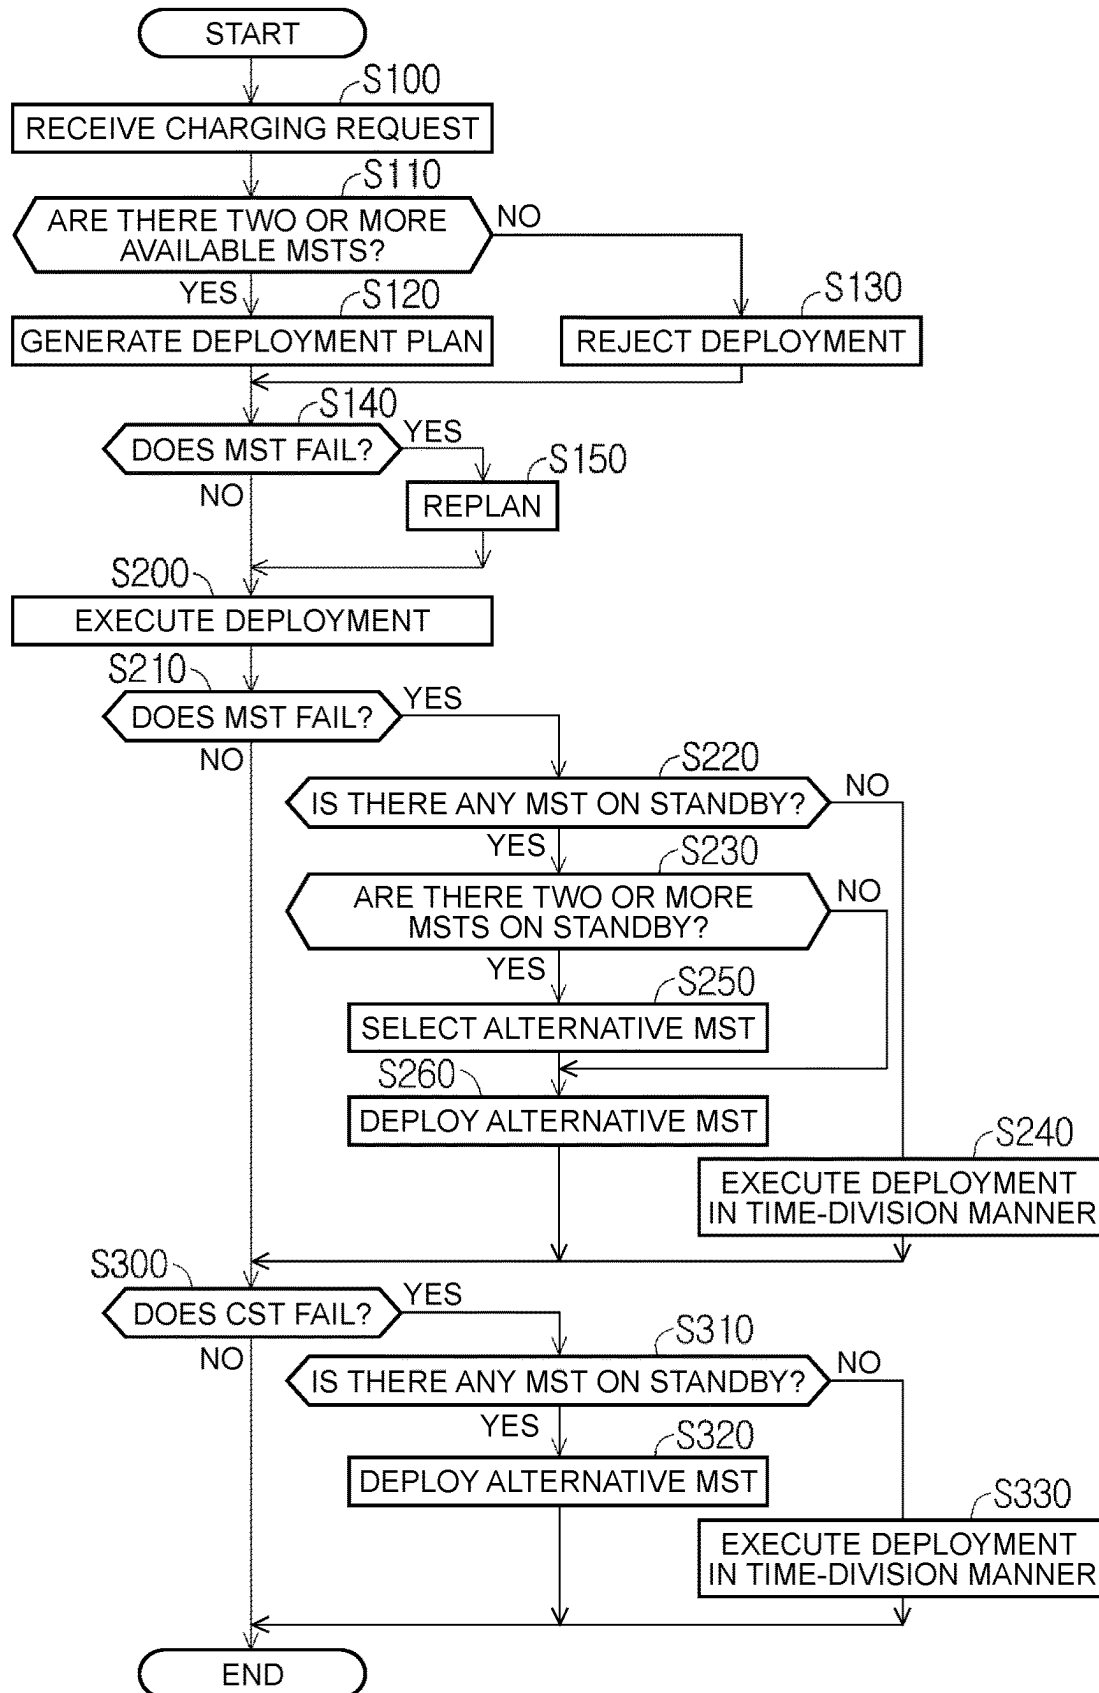 START
S100
RECEIVE CHARGING REQUEST
S110
ARE THERE TWO OR MORE
AVAILABLE MSTS?
NO
YES
S120
S130
GENERATE DEPLOYMENT PLAN
REJECT DEPLOYMENT
S140
DOES MST FAIL?
YES
NO
S150
REPLAN
S200
EXECUTE DEPLOYMENT
S210
DOES MST FAIL?
YES
NO
S220
IS THERE ANY MST ON STANDBY?
NO
YES
S230
ARE THERE TWO OR MORE
MSTS ON STANDBY?
NO
YES
S250
SELECT ALTERNATIVE MST
S260
DEPLOY ALTERNATIVE MST
S240
EXECUTE DEPLOYMENT
IN TIME-DIVISION MANNER
S300
DOES CST FAIL?
YES
NO
S310
IS THERE ANY MST ON STANDBY?
NO
YES
S320
DEPLOY ALTERNATIVE MST
S330
EXECUTE DEPLOYMENT
IN TIME-DIVISION MANNER
END